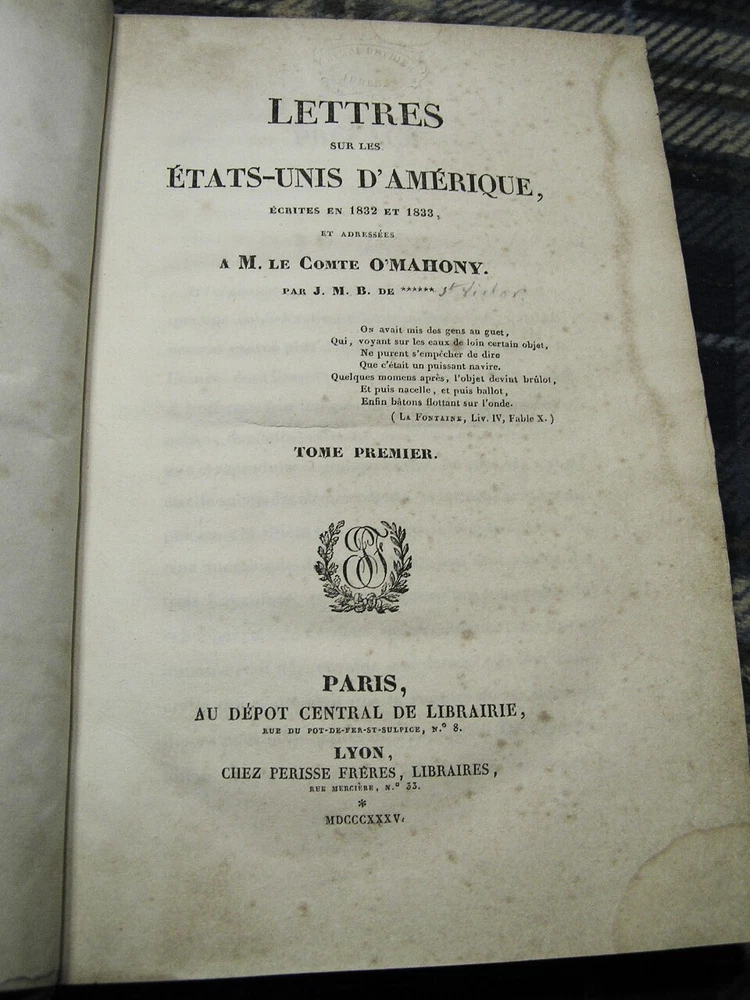 LETTRES
SUR LES
ÉTATS-UNIS D'AMÉRIQUE,
ÉCRITES EN 1832 ET 1833,
ET ADRESSÉES
A M. LE COMTE O'MAHONY.
PAR J. M. B. DE ****** St Victor
On avait mis des gens au guet,
Qui, voyant sur les eaux de loin certain objet,
Ne purent s'empêcher de dire
Que c'était un puissant navire.
Quelques momens après, l'objet devint brûlot,
Et puis nacelle, et puis ballot,
Enfin bâtons flottant sur l'onde.
( LA FONTAINE, Liv. IV, Fable X. )
TOME PREMIER.
PARIS,
AU DÉPOT CENTRAL DE LIBRAIRIE,
RUE DU POT-DE-FER-ST-SULPICE, N.º 8.
LYON,
CHEZ PERISSE FRÈRES, LIBRAIRES,
RUE MERCIÈRE, N.º 33.
*
MDCCCXXXV.